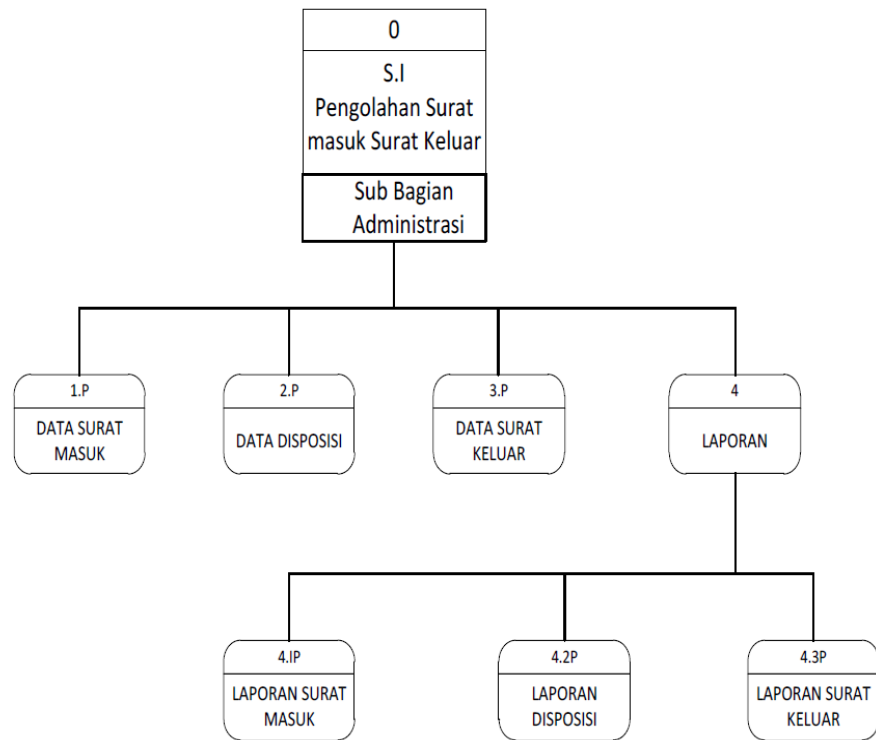 0
S.I
Pengolahan Surat
masuk Surat Keluar
Sub Bagian
Administrasi
1.P
DATA SURAT
MASUK
2.P
DATA DISPOSISI
3.P
DATA SURAT
KELUAR
4
LAPORAN
4.IP
LAPORAN SURAT
MASUK
4.2P
LAPORAN
DISPOSISI
4.3P
LAPORAN SURAT
KELUAR